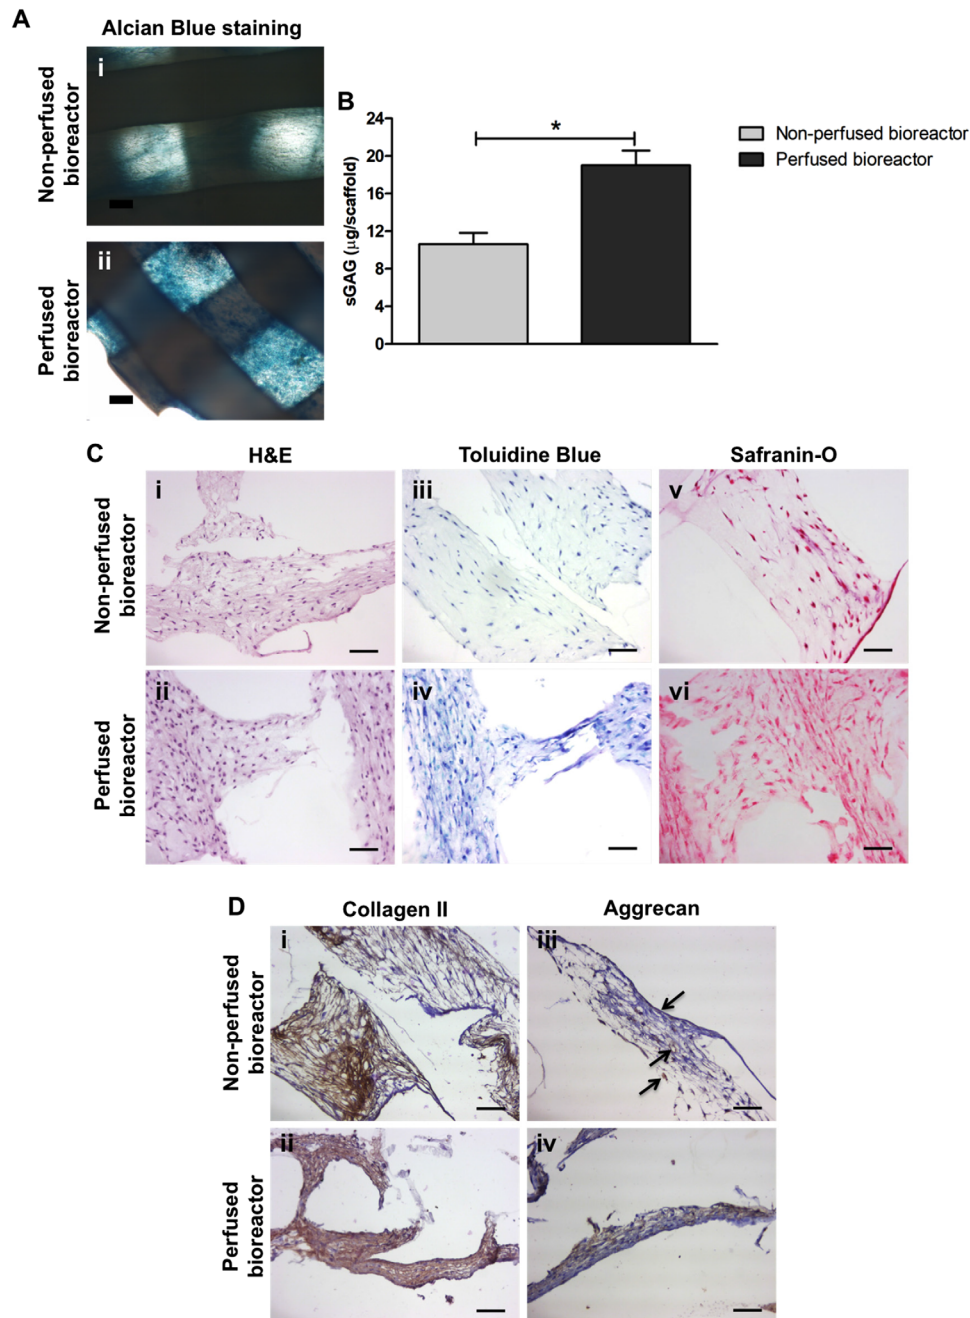 A
Alcian Blue staining
Non-perfused
bioreactor
i
Perfused
bioreactor
ii
B
24
20
16
12
8
4
0
sGAG (µg/scaffold)
*
Non-perfused bioreactor
Perfused bioreactor
C
H&E
Toluidine Blue
Safranin-O
Non-perfused
bioreactor
i
iii
v
Perfused
bioreactor
ii
iv
vi
D
Collagen II
Aggrecan
Non-perfused
bioreactor
i
iii
Perfused
bioreactor
ii
iv